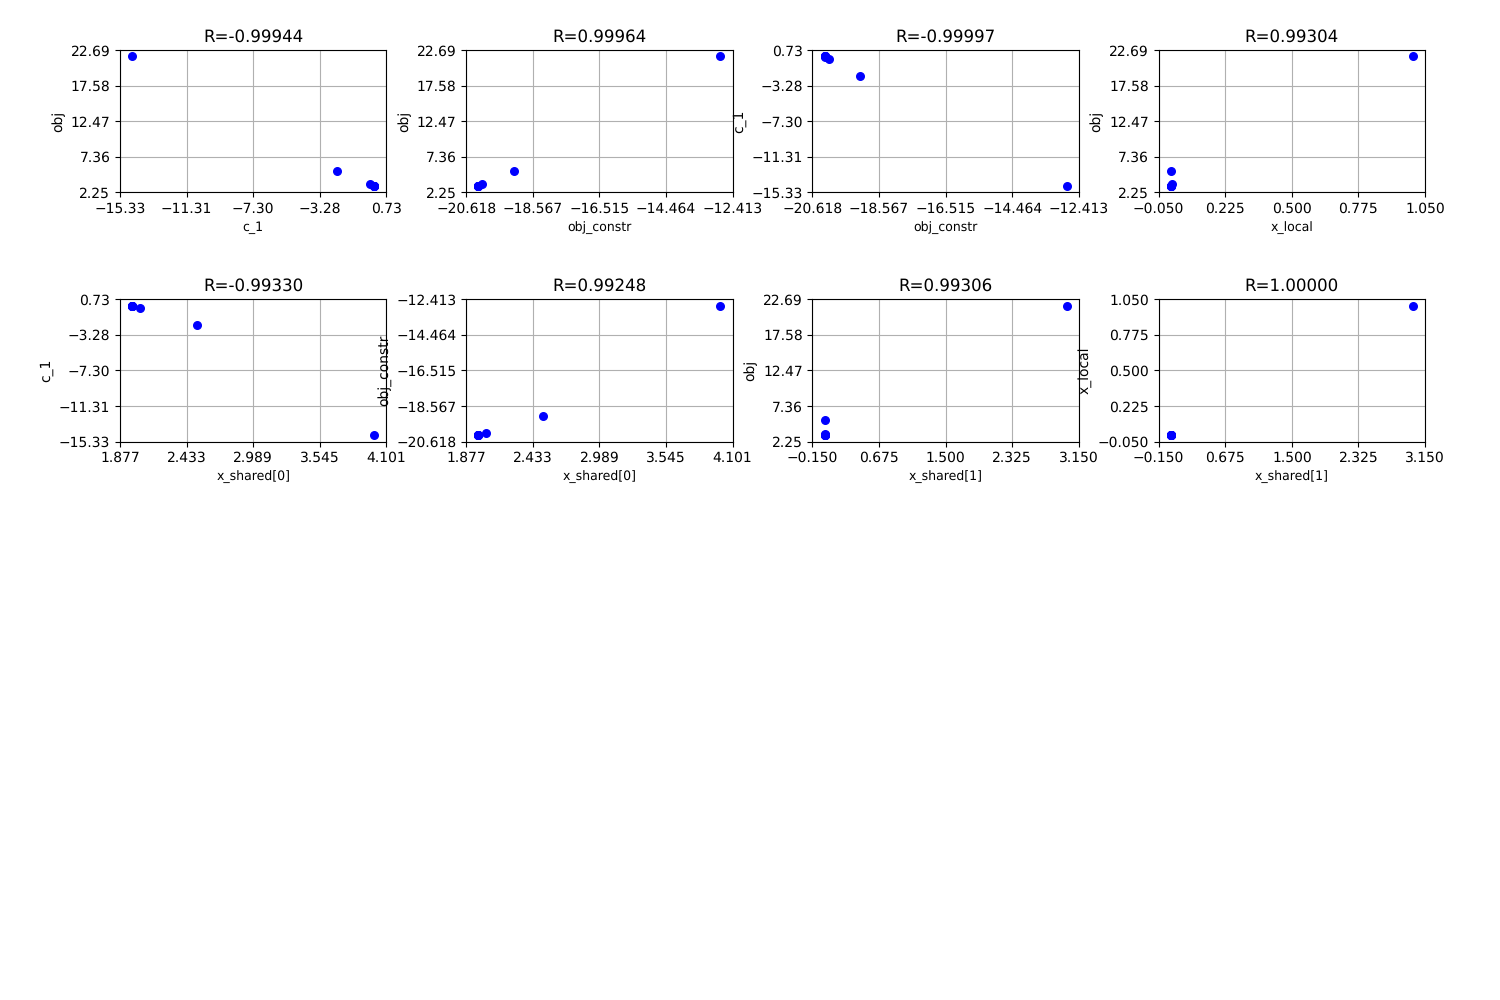 R=-0.99944 R=0.99964 R=-0.99997 R=0.99304
22.69 22.69 0.73 22.69
17.58 17.58 −3.28 17.58
obj 12.47 obj 12.47 c_1 −7.30 obj 12.47
7.36 7.36 −11.31 7.36
2.25 2.25 −15.33 2.25
−15.33 −11.31 −7.30 −3.28 0.73 −20.618 −18.567 −16.515 −14.464 −12.413 −20.618 −18.567 −16.515 −14.464 −12.413 −0.050 0.225 0.500 0.775 1.050
c_1 obj_constr obj_constr x_local
R=-0.99330 R=0.99248 R=0.99306 R=1.00000
0.73 −12.413 22.69 1.050
−3.28 −14.464 17.58 0.775
c_1 −7.30 obj_constr −16.515 obj 12.47 x_local 0.500
−11.31 −18.567 7.36 0.225
−15.33 −20.618 2.25 −0.050
1.877 2.433 2.989 3.545 4.101 1.877 2.433 2.989 3.545 4.101 −0.150 0.675 1.500 2.325 3.150 −0.150 0.675 1.500 2.325 3.150
x_shared[0] x_shared[0] x_shared[1] x_shared[1]